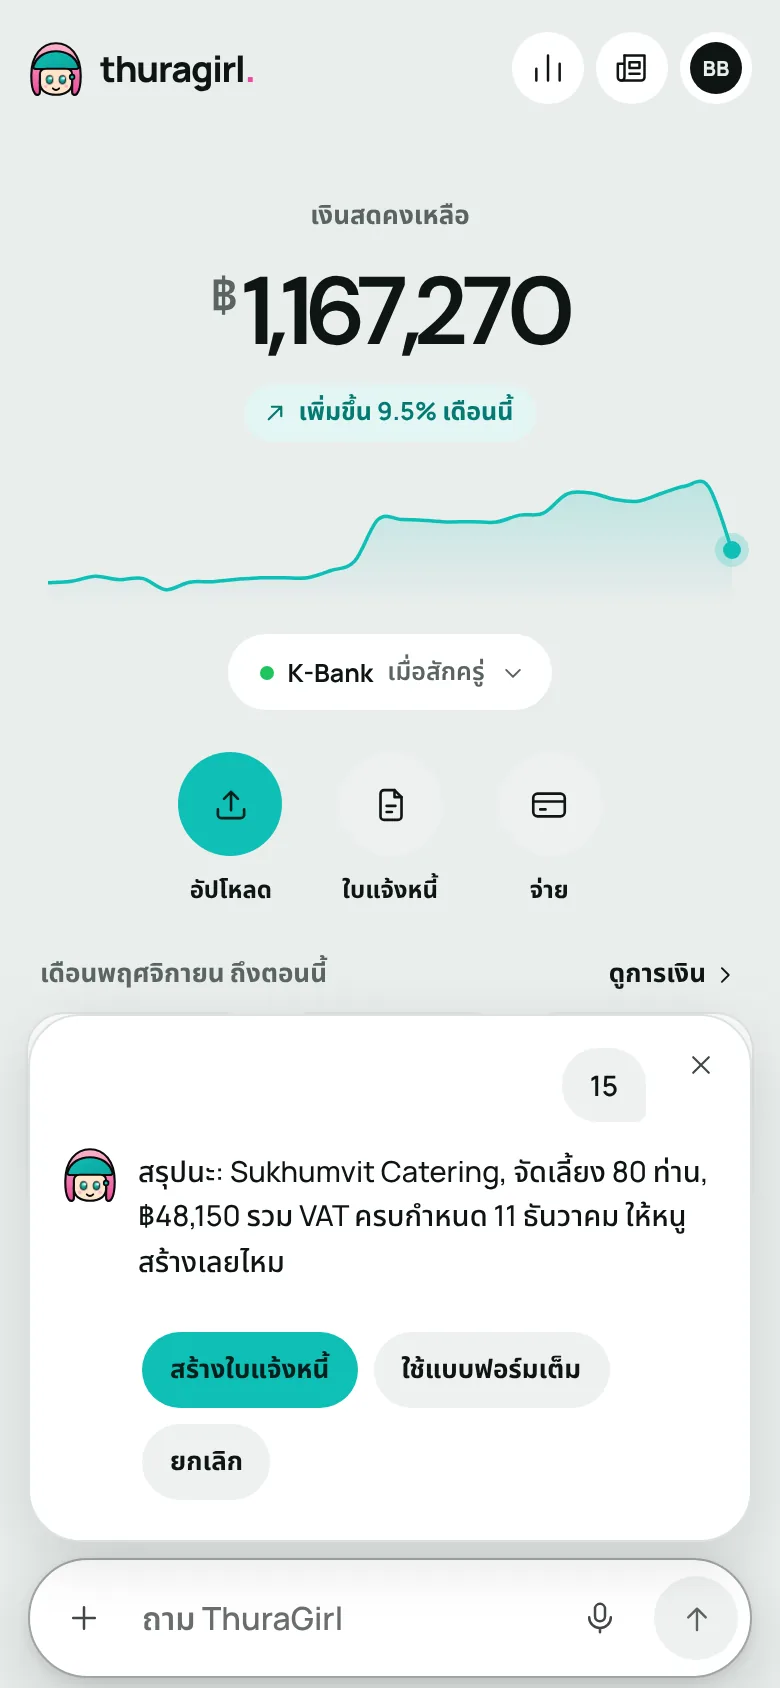 thuragirl.
BB
เงินสดคงเหลือ
฿1,167,270
เพิ่มขึ้น 9.5% เดือนนี้
K-Bank เมื่อสักครู่
อัปโหลด
ใบแจ้งหนี้
จ่าย
เดือนพฤศจิกายน ถึงตอนนี้
ดูการเงิน
15
สรุปนะ: Sukhumvit Catering, จัดเลี้ยง 80 ท่าน,
฿48,150 รวม VAT ครบกำหนด 11 ธันวาคม ให้หนู
สร้างเลยไหม
สร้างใบแจ้งหนี้
ใช้แบบฟอร์มเต็ม
ยกเลิก
ถาม ThuraGirl